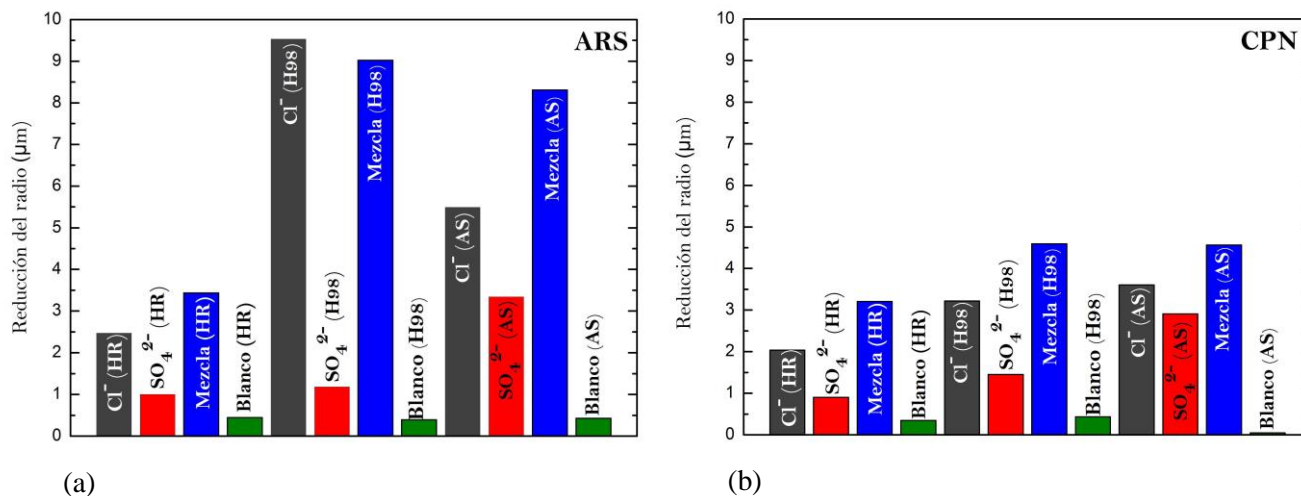 ARS
Reducción del radio (µm)
10
9
8
7
6
5
4
3
2
1
0
Cl⁻ (HR)
SO₄²⁻ (HR)
Mezcla (HR)
Blanco (HR)
Cl⁻ (H98)
SO₄²⁻ (H98)
Mezcla (H98)
Blanco (H98)
Cl⁻ (AS)
SO₄²⁻ (AS)
Mezcla (AS)
Blanco (AS)
(a)
CPN
Reducción del radio (µm)
10
9
8
7
6
5
4
3
2
1
0
Cl⁻ (HR)
SO₄²⁻ (HR)
Mezcla (HR)
Blanco (HR)
Cl⁻ (H98)
SO₄²⁻ (H98)
Mezcla (H98)
Blanco (H98)
Cl⁻ (AS)
SO₄²⁻ (AS)
Mezcla (AS)
Blanco (AS)
(b)